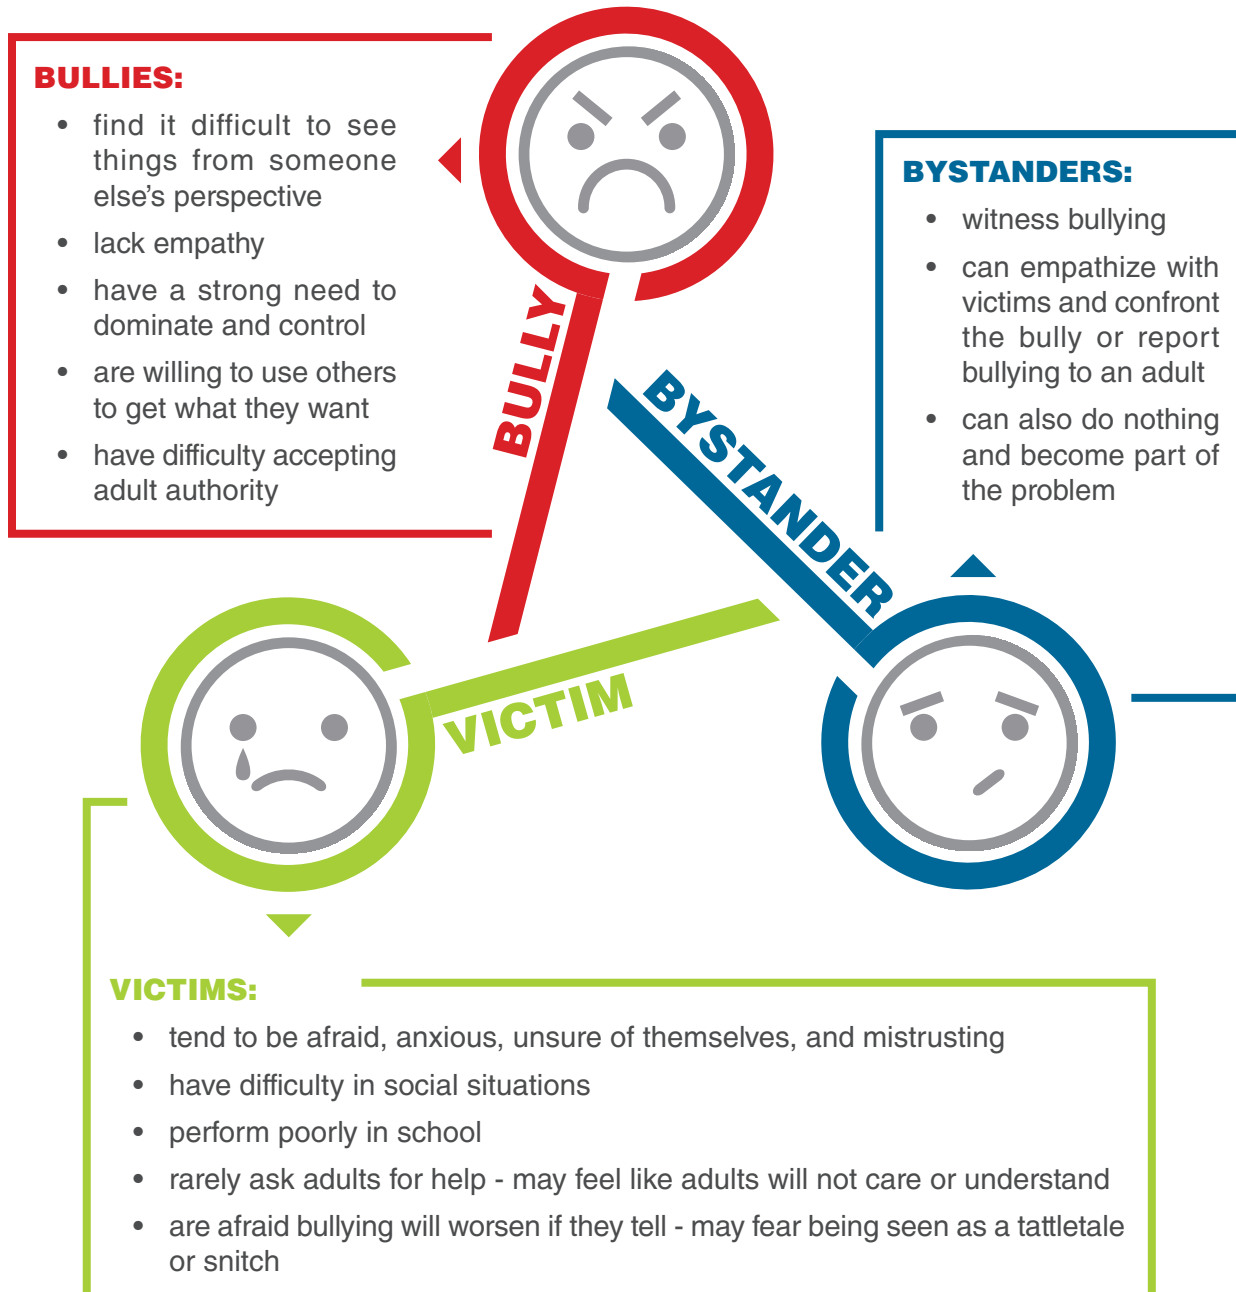 BULLIES:
• find it difficult to see
things from someone
else's perspective
• lack empathy
• have a strong need to
dominate and control
• are willing to use others
to get what they want
• have difficulty accepting
adult authority
BULLY
BYSTANDERS:
• witness bullying
• can empathize with
victims and confront
the bully or report
bullying to an adult
• can also do nothing
and become part of
the problem
BYSTANDER
VICTIM
VICTIMS:
• tend to be afraid, anxious, unsure of themselves, and mistrusting
• have difficulty in social situations
• perform poorly in school
• rarely ask adults for help - may feel like adults will not care or understand
• are afraid bullying will worsen if they tell - may fear being seen as a tattletale
or snitch